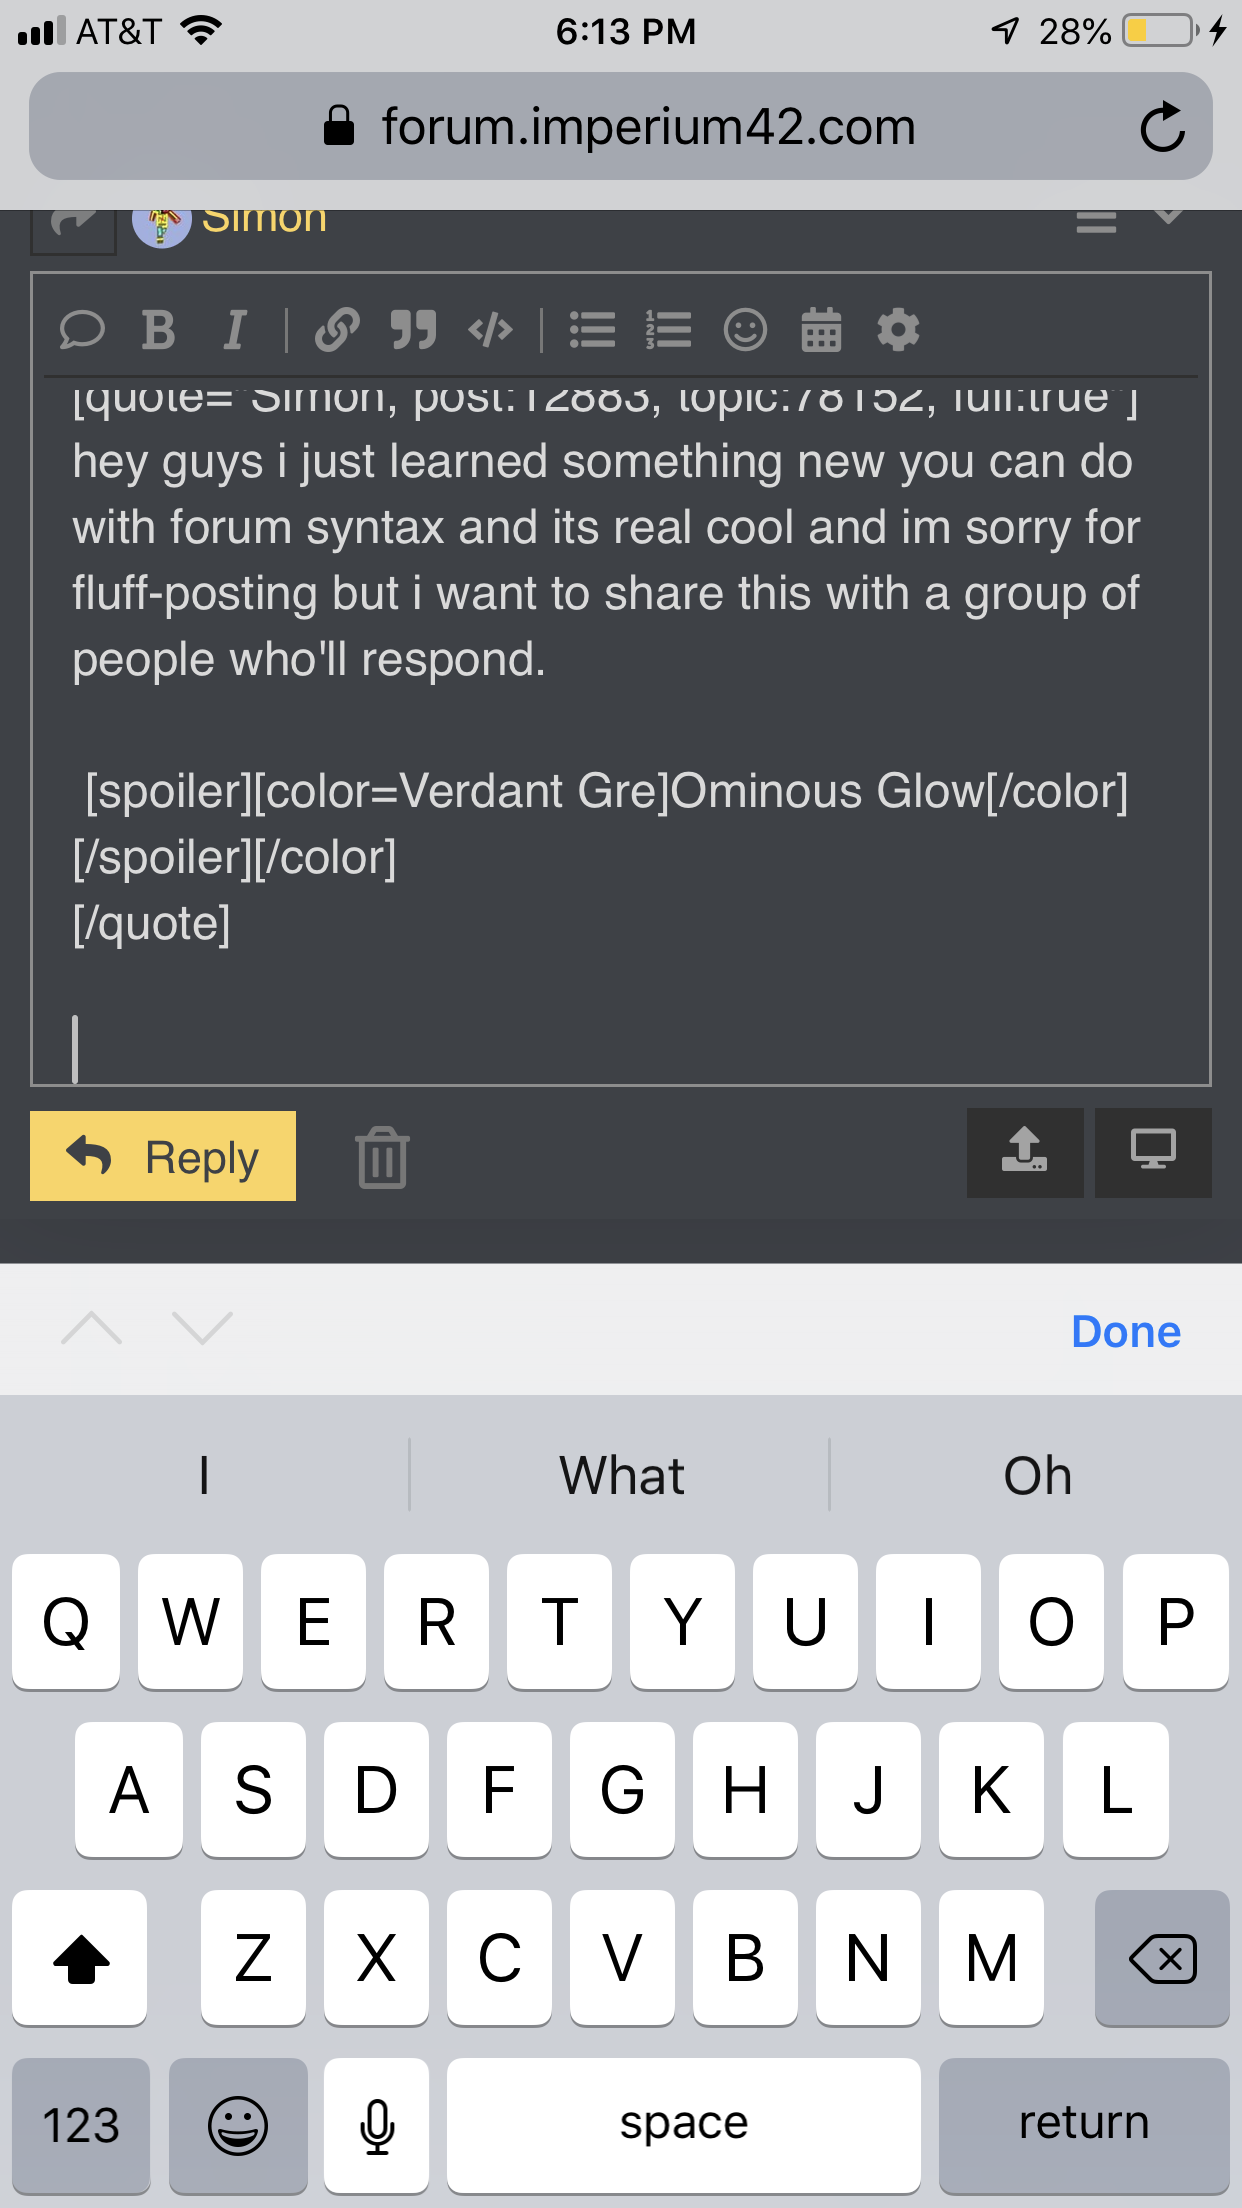 AT&T 6:13 PM 28%
forum.imperium42.com
Simon
B I
[quote="Simon, post:12883, topic:78152, full:true"]
hey guys i just learned something new you can do
with forum syntax and its real cool and im sorry for
fluff-posting but i want to share this with a group of
people who'll respond.
[spoiler][color=Verdant Gre]Ominous Glow[/color]
[/spoiler][/color]
[/quote]
Reply
Done
I What Oh
Q W E R T Y U I O P
A S D F G H J K L
Z X C V B N M
123 space return